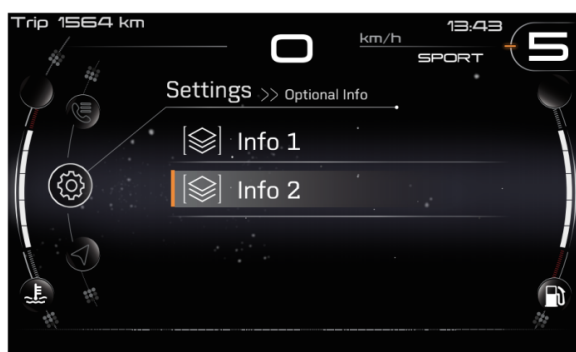 Trip 1564 km
0 km/h
13:43
SPORT
5
Settings >> Optional Info
Info 1
Info 2